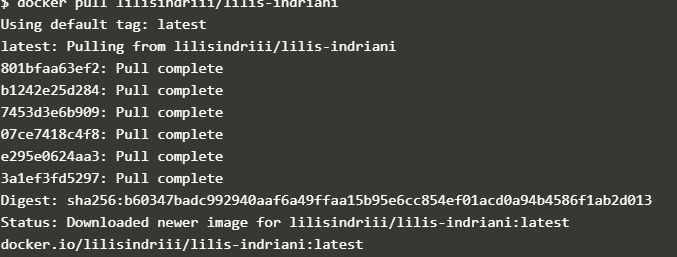 $ docker pull lilisindriii/lilis-indriani
Using default tag: latest
latest: Pulling from lilisindriii/lilis-indriani
801bfaa63ef2: Pull complete
b1242e25d284: Pull complete
7453d3e6b909: Pull complete
07ce7418c4f8: Pull complete
e295e0624aa3: Pull complete
3a1ef3fd5297: Pull complete
Digest: sha256:b60347badc992940aaf6a49ffaa15b95e6cc854ef01acd0a94b4586f1ab2d013
Status: Downloaded newer image for lilisindriii/lilis-indriani:latest
docker.io/lilisindriii/lilis-indriani:latest